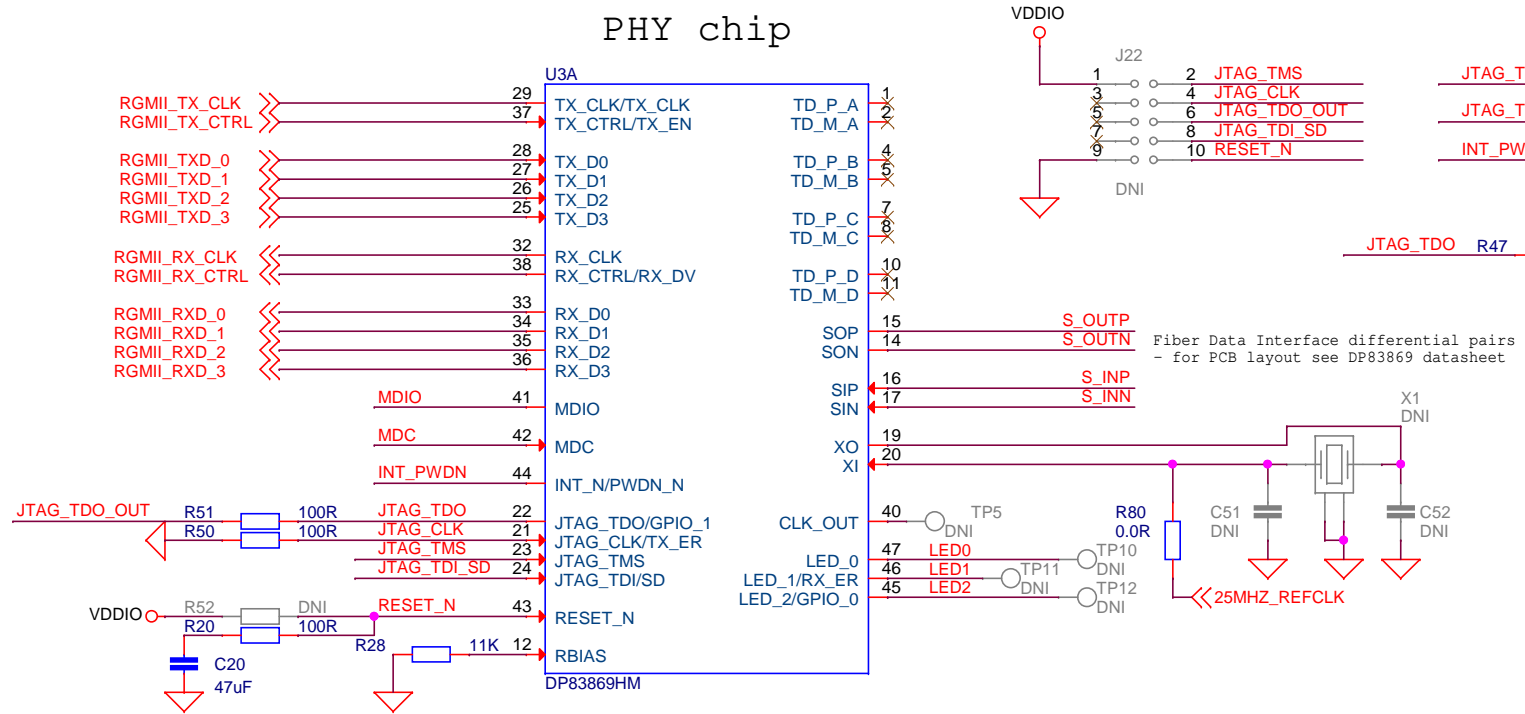 PHY chip
VDDIO
J22
1 2 JTAG_TMS
3 4 JTAG_CLK
5 6 JTAG_TDO_OUT
7 8 JTAG_TDI_SD
9 10 RESET_N
DNI
JTAG_T
JTAG_T
INT_PW
JTAG_TDO R47
U3A
RGMII_TX_CLK 29 TX_CLK/TX_CLK
RGMII_TX_CTRL 37 TX_CTRL/TX_EN
RGMII_TXD_0 28 TX_D0
RGMII_TXD_1 27 TX_D1
RGMII_TXD_2 26 TX_D2
RGMII_TXD_3 25 TX_D3
RGMII_RX_CLK 32 RX_CLK
RGMII_RX_CTRL 38 RX_CTRL/RX_DV
RGMII_RXD_0 33 RX_D0
RGMII_RXD_1 34 RX_D1
RGMII_RXD_2 35 RX_D2
RGMII_RXD_3 36 RX_D3
MDIO 41 MDIO
MDC 42 MDC
INT_PWDN 44 INT_N/PWDN_N
JTAG_TDO_OUT R51 100R JTAG_TDO 22 JTAG_TDO/GPIO_1
R50 100R JTAG_CLK 21 JTAG_CLK/TX_ER
JTAG_TMS 23 JTAG_TMS
JTAG_TDI_SD 24 JTAG_TDI/SD
VDDIO R52 DNI RESET_N 43 RESET_N
R20 100R
R28 11K 12 RBIAS
C20
47uF
DP83869HM
TD_P_A 1
TD_M_A 2
TD_P_B 4
TD_M_B 5
TD_P_C 7
TD_M_C 8
TD_P_D 10
TD_M_D 11
SOP 15 S_OUTP
SON 14 S_OUTN
Fiber Data Interface differential pairs
- for PCB layout see DP83869 datasheet
SIP 16 S_INP
SIN 17 S_INN
XO 19
XI 20
X1
DNI
CLK_OUT 40 TP5
DNI
LED_0 47 LED0 TP10
DNI
LED_1/RX_ER 46 LED1 TP11
DNI
LED_2/GPIO_0 45 LED2 TP12
DNI
R80
0.0R
C51
DNI
C52
DNI
25MHZ_REFCLK